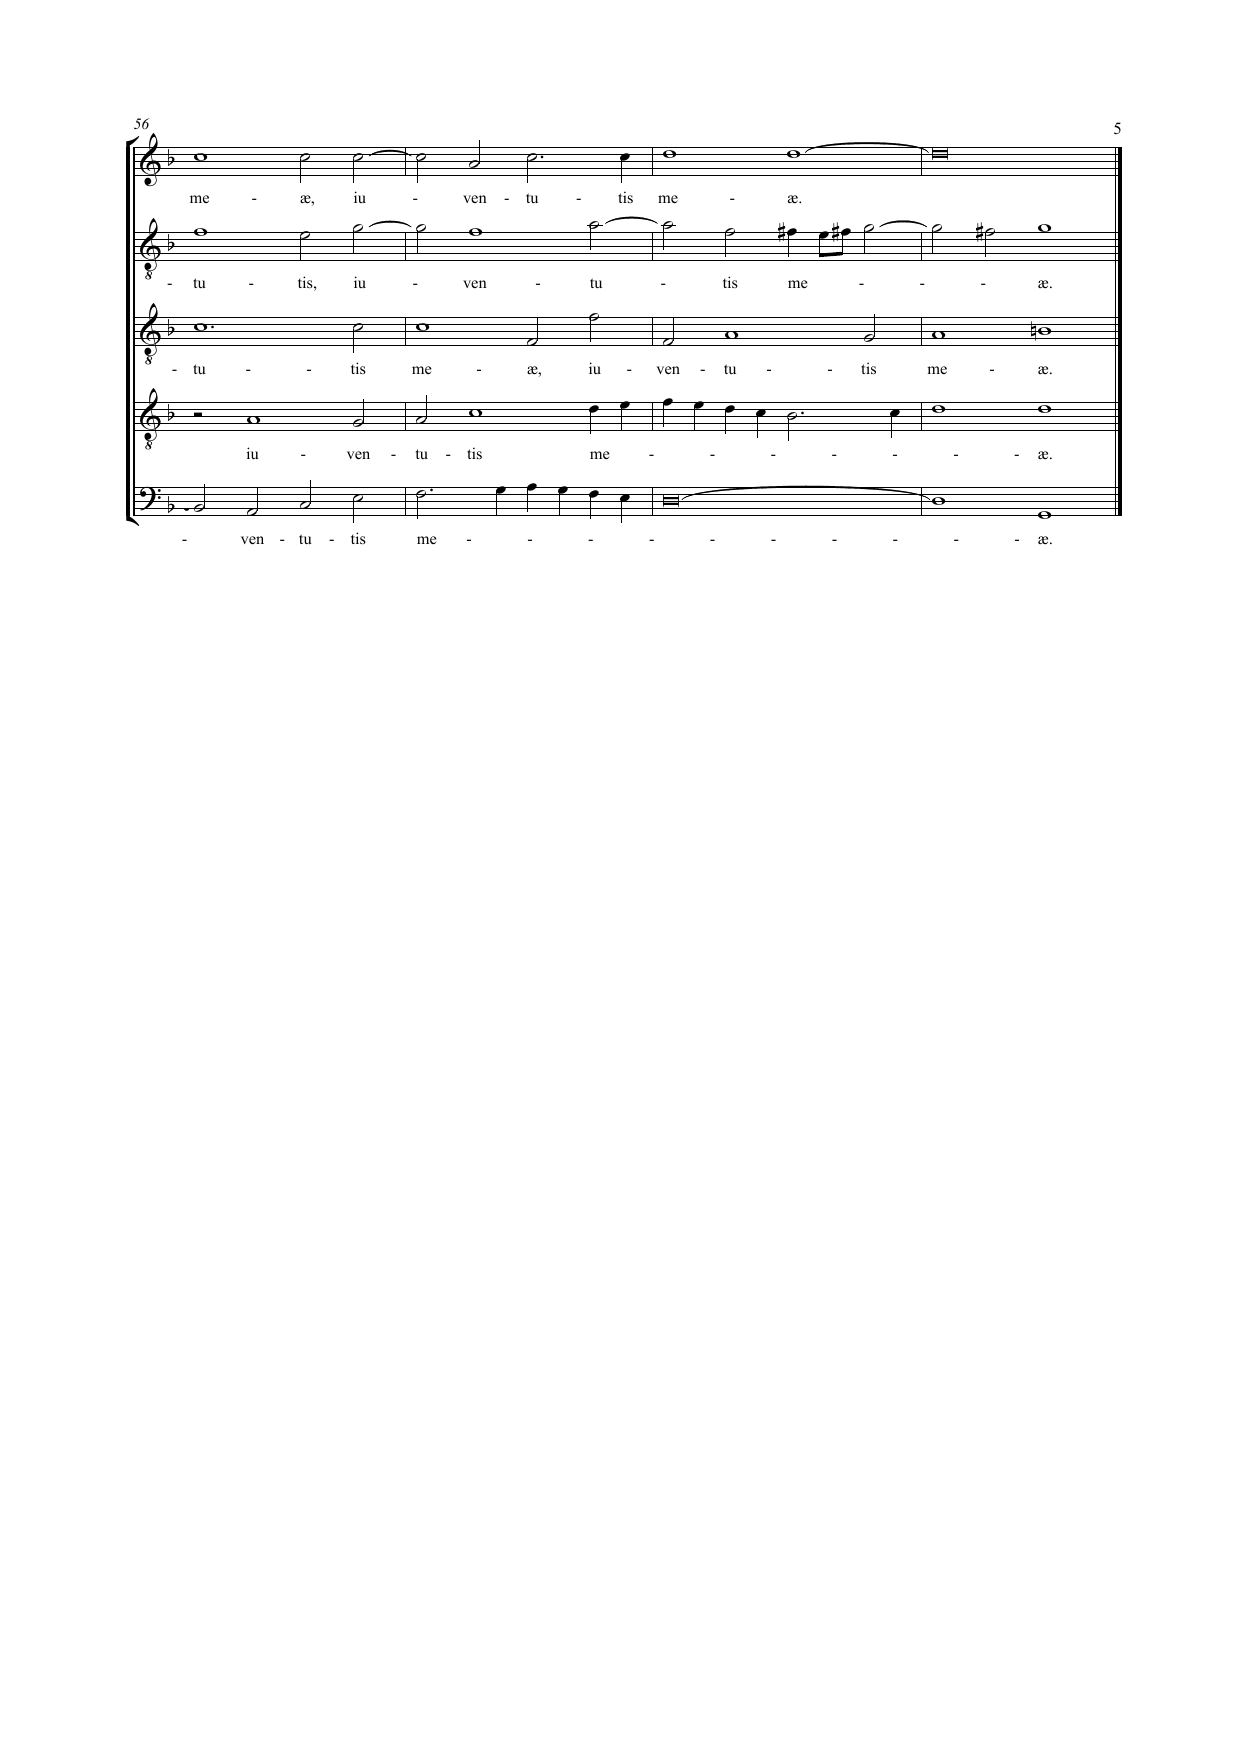 56
5
me - æ, iu - ven - tu - tis me - æ.
- tu - tis, iu - ven - tu - tis me - - - - æ.
- tu - - tis me - æ, iu - ven - tu - - tis me - æ.
iu - ven - tu - tis me - - - - - - - æ.
- ven - tu - tis me - - - - - - - - - - æ.